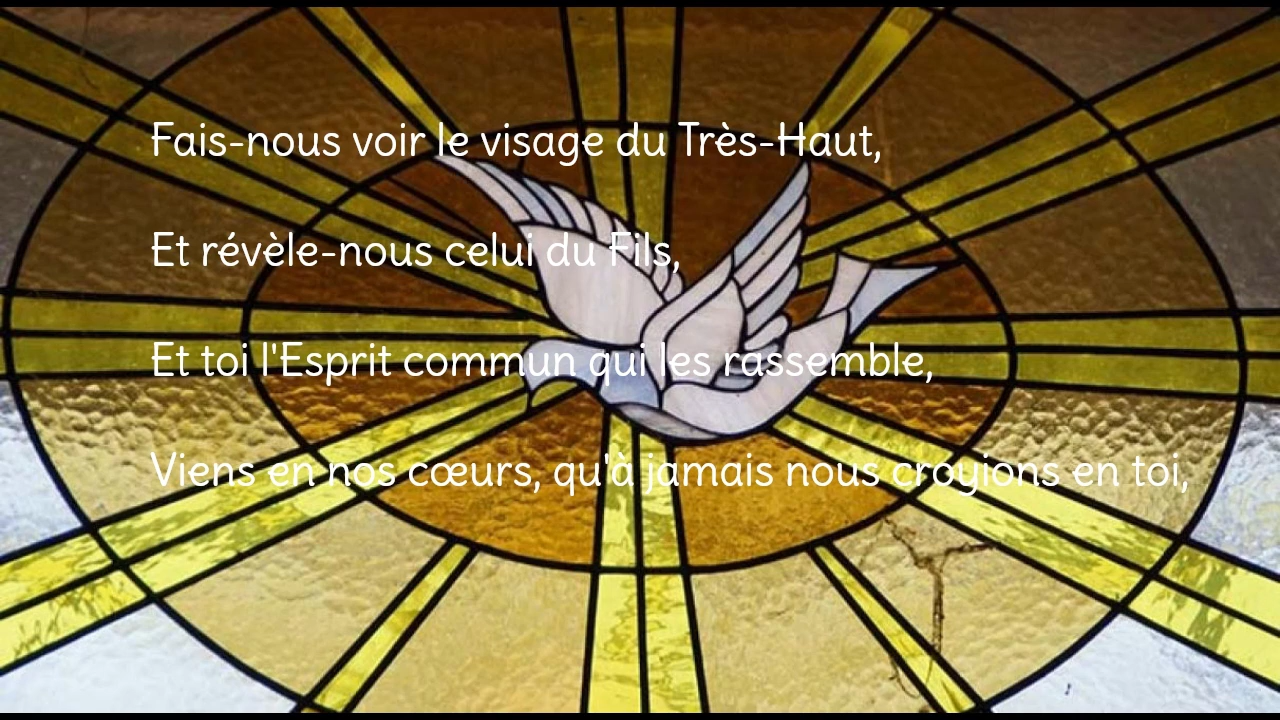 Fais-nous voir le visage du Très-Haut,
Et révèle-nous celui du Fils,
Et toi l'Esprit commun qui les rassemble,
Viens en nos cœurs, qu'à jamais nous croyions en toi,